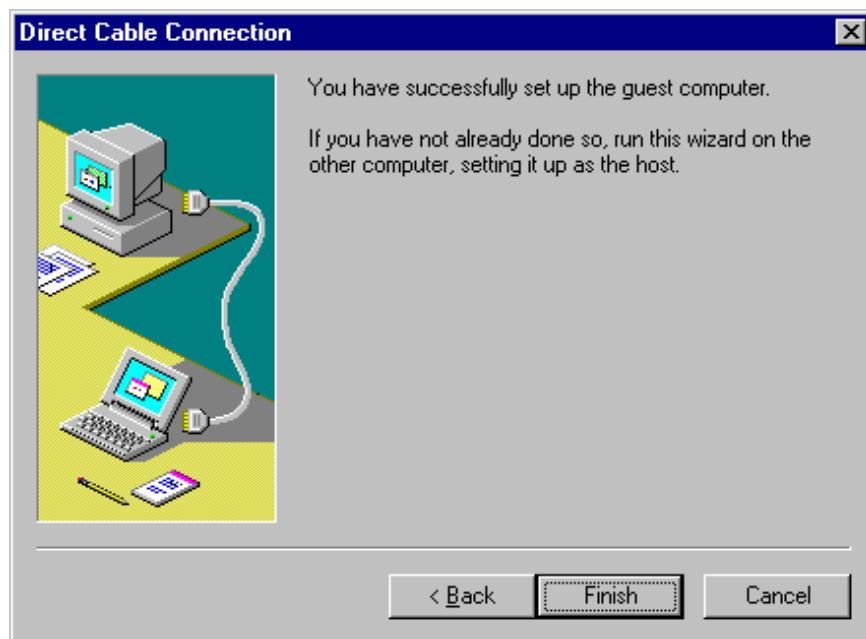 Direct Cable Connection
You have successfully set up the guest computer.
If you have not already done so, run this wizard on the
other computer, setting it up as the host.
< Back
Finish
Cancel